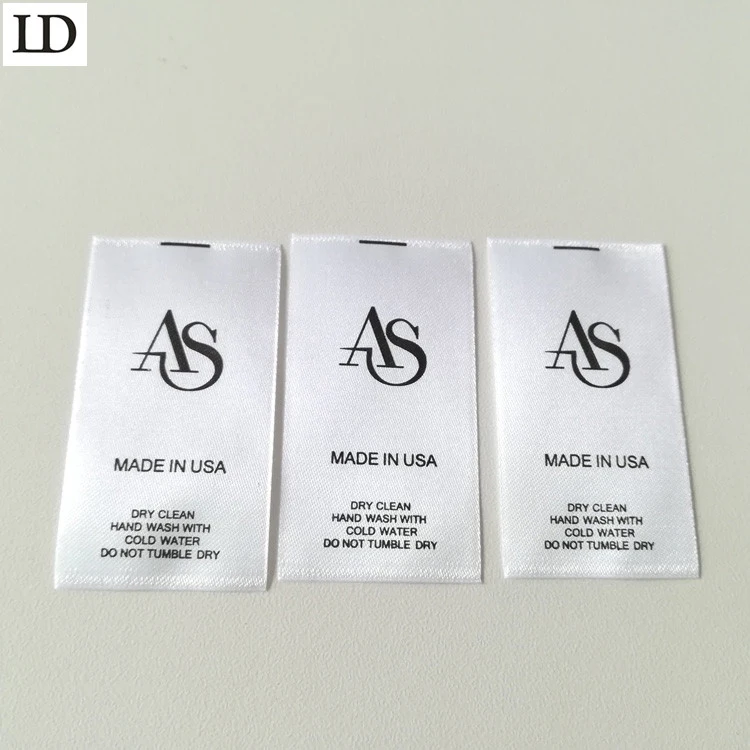 LD
AS
MADE IN USA
DRY CLEAN
HAND WASH WITH
COLD WATER
DO NOT TUMBLE DRY
AS
MADE IN USA
DRY CLEAN
HAND WASH WITH
COLD WATER
DO NOT TUMBLE DRY
AS
MADE IN USA
DRY CLEAN
HAND WASH WITH
COLD WATER
DO NOT TUMBLE DRY